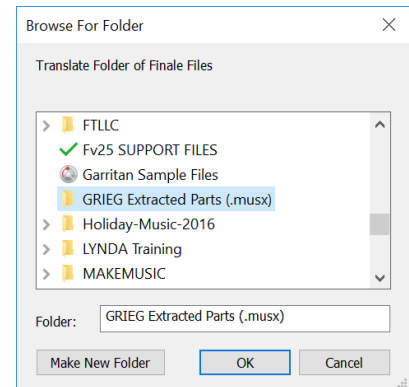 Browse For Folder
Translate Folder of Finale Files
FTLLC
Fv25 SUPPORT FILES
Garritan Sample Files
GRIEG Extracted Parts (.musx)
Holiday-Music-2016
LYNDA Training
MAKEMUSIC
Folder: GRIEG Extracted Parts (.musx)
Make New Folder OK Cancel